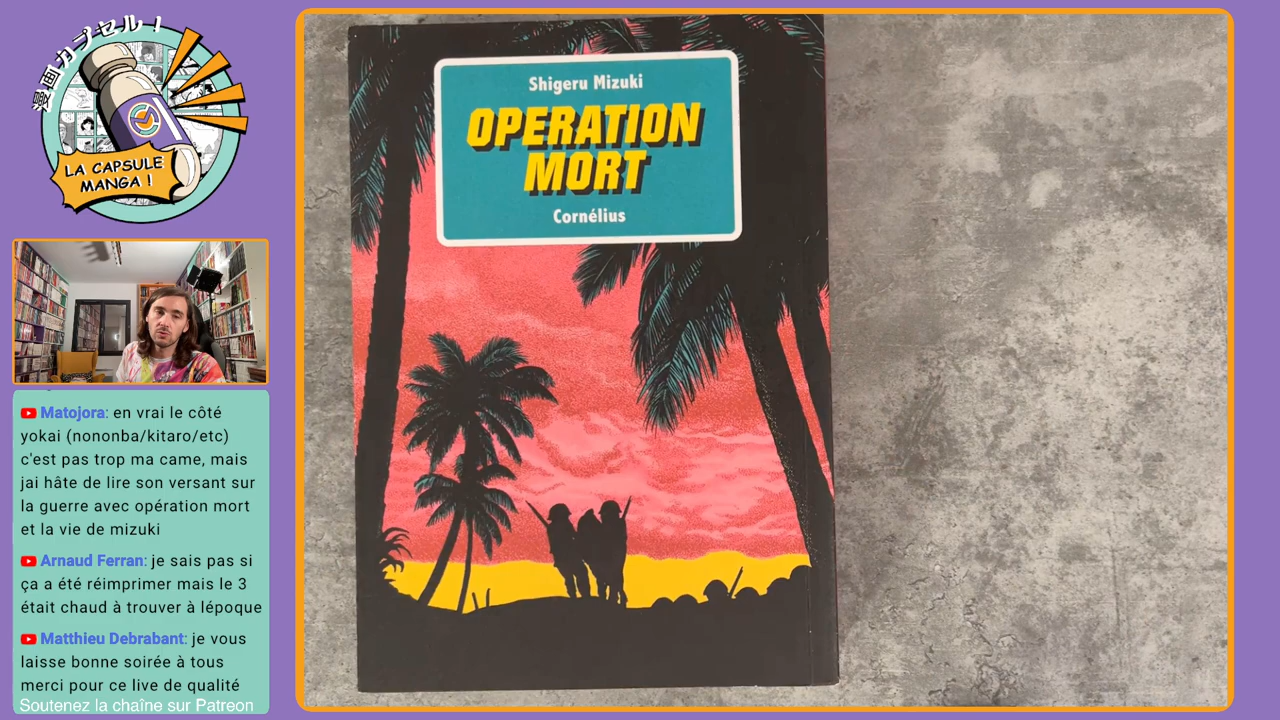 漫画カプセル！
LA CAPSULE
MANGA !
Shigeru Mizuki
OPERATION
MORT
Cornélius
Matojora: en vrai le côté
yokai (nononba/kitaro/etc)
c'est pas trop ma came, mais
jai hâte de lire son versant sur
la guerre avec opération mort
et la vie de mizuki
Arnaud Ferran: je sais pas si
ça a été réimprimer mais le 3
était chaud à trouver à lépoque
Matthieu Debrabant: je vous
laisse bonne soirée à tous
merci pour ce live de qualité
Soutenez la chaîne sur Patreon